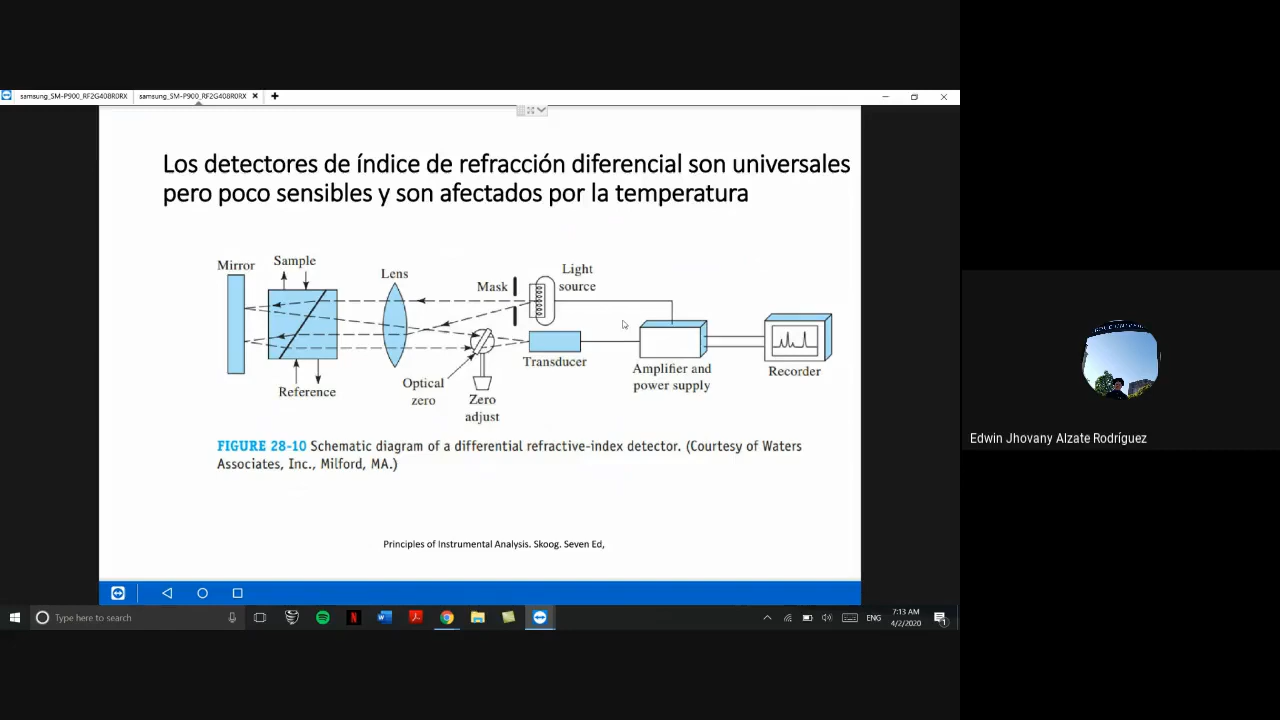 samsung_SM-P900_RF2G408R0RX
samsung_SM-P900_RF2G408R0RX
Los detectores de índice de refracción diferencial son universales
pero poco sensibles y son afectados por la temperatura
Mirror
Sample
Lens
Mask
Light
source
Transducer
Optical
zero
Zero
adjust
Reference
Amplifier and
power supply
Recorder
FIGURE 28-10 Schematic diagram of a differential refractive-index detector. (Courtesy of Waters
Associates, Inc., Milford, MA.)
Principles of Instrumental Analysis. Skoog. Seven Ed,
Edwin Jhovany Alzate Rodríguez
Type here to search
ENG
7:13 AM
4/2/2020